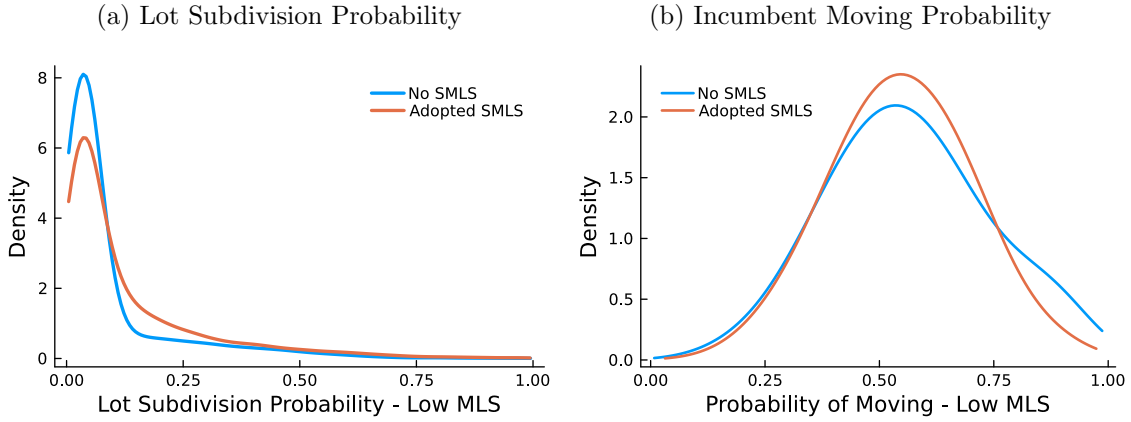 (a) Lot Subdivision Probability
No SMLS
Adopted SMLS
Density
8
6
4
2
0
0.00 0.25 0.50 0.75 1.00
Lot Subdivision Probability - Low MLS
(b) Incumbent Moving Probability
No SMLS
Adopted SMLS
Density
2.0
1.5
1.0
0.5
0.0
0.00 0.25 0.50 0.75 1.00
Probability of Moving - Low MLS